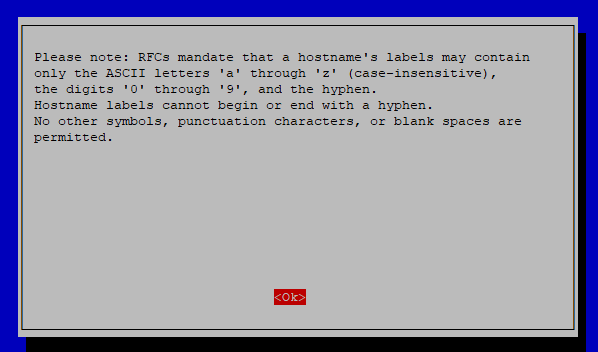 Please note: RFCs mandate that a hostname's labels may contain
only the ASCII letters 'a' through 'z' (case-insensitive),
the digits '0' through '9', and the hyphen.
Hostname labels cannot begin or end with a hyphen.
No other symbols, punctuation characters, or blank spaces are
permitted.
<Ok>